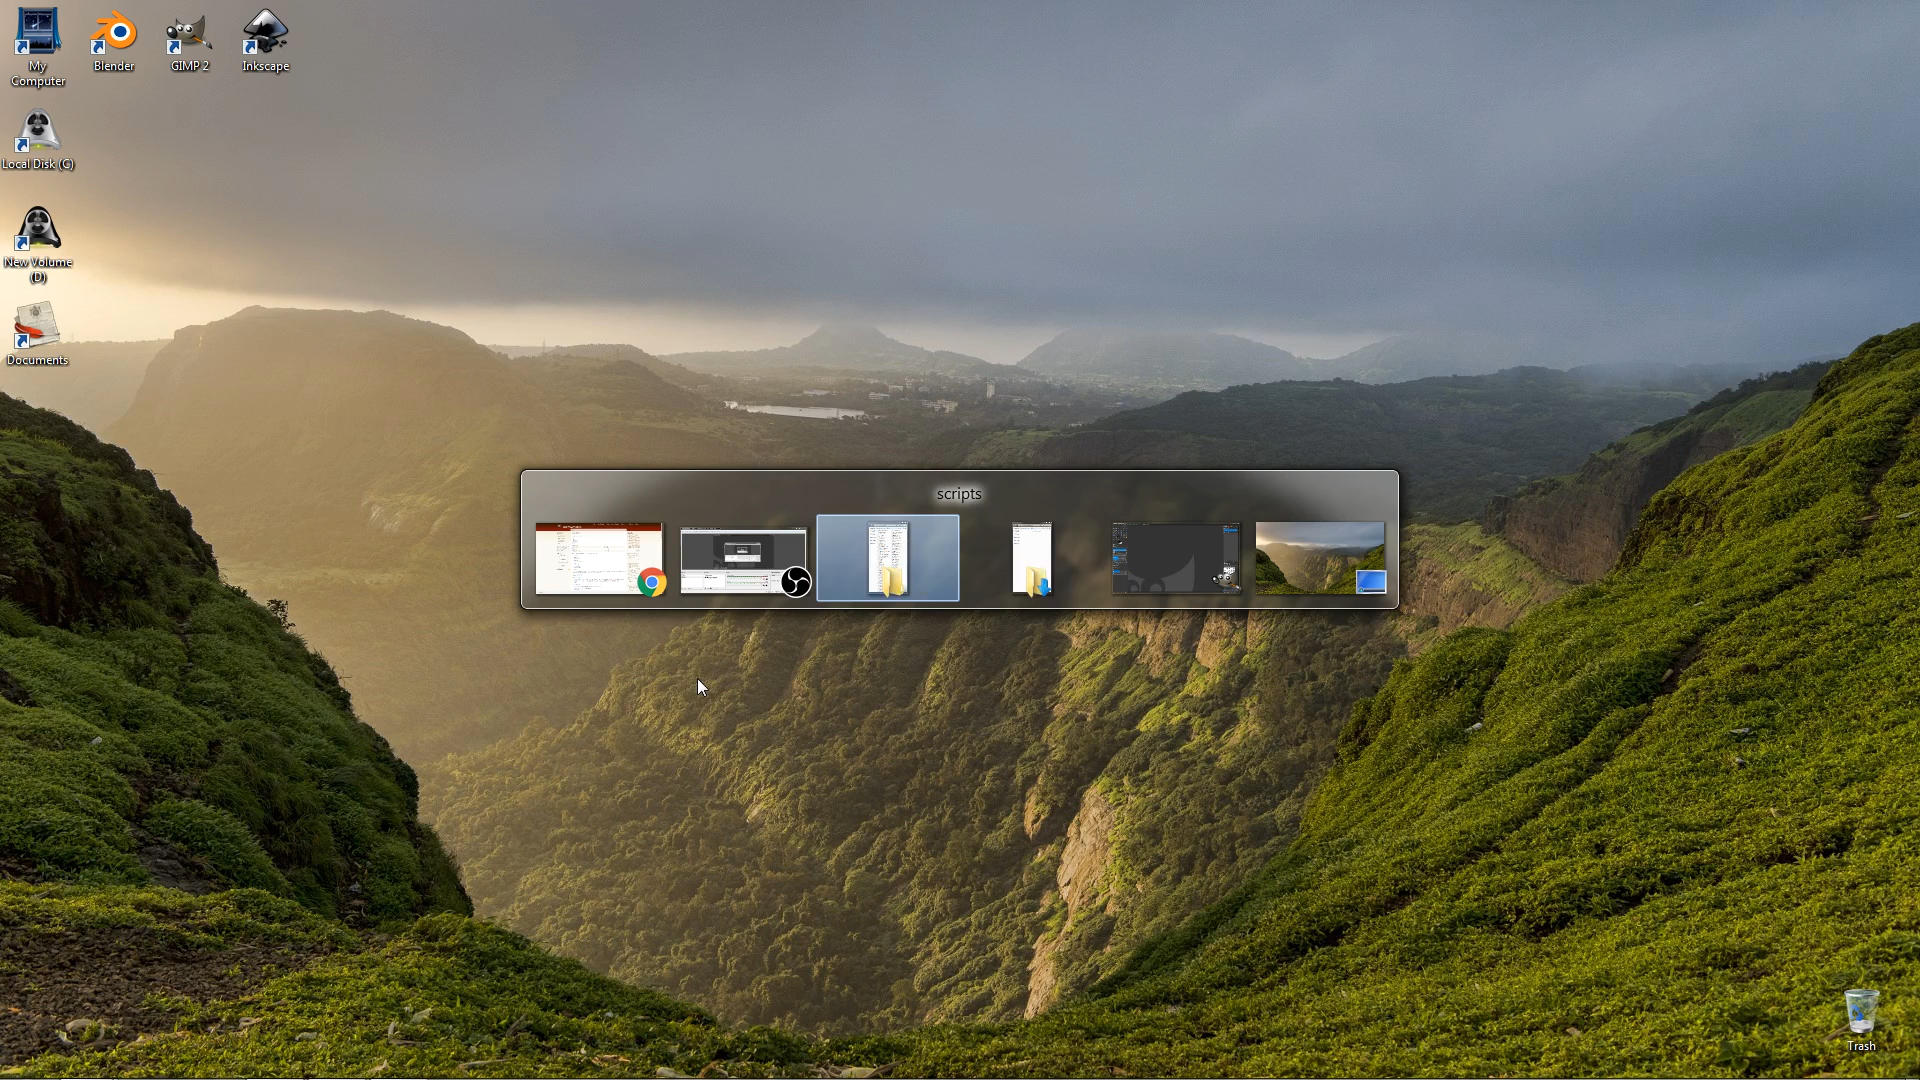 My
Computer
Blender
GIMP 2
Inkscape
Local Disk (C)
New Volume
(D)
Documents
scripts
Trash